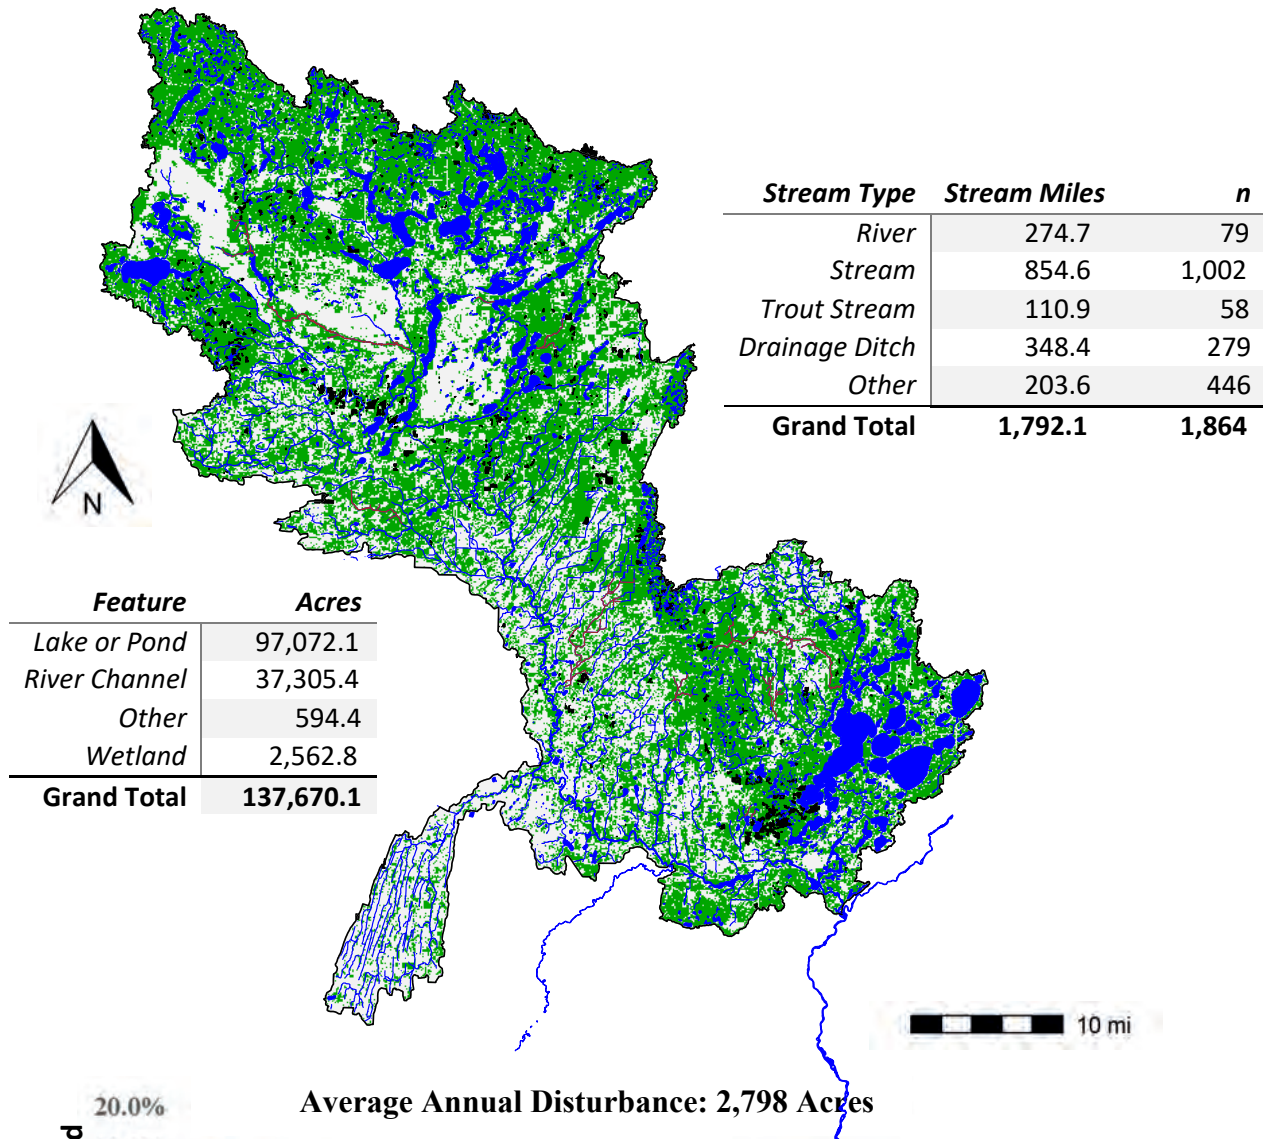 Stream Type Stream Miles n
River 274.7 79
Stream 854.6 1,002
Trout Stream 110.9 58
Drainage Ditch 348.4 279
Other 203.6 446
Grand Total 1,792.1 1,864
N
Feature Acres
Lake or Pond 97,072.1
River Channel 37,305.4
Other 594.4
Wetland 2,562.8
Grand Total 137,670.1
10 mi
Average Annual Disturbance: 2,798 Acres
20.0%